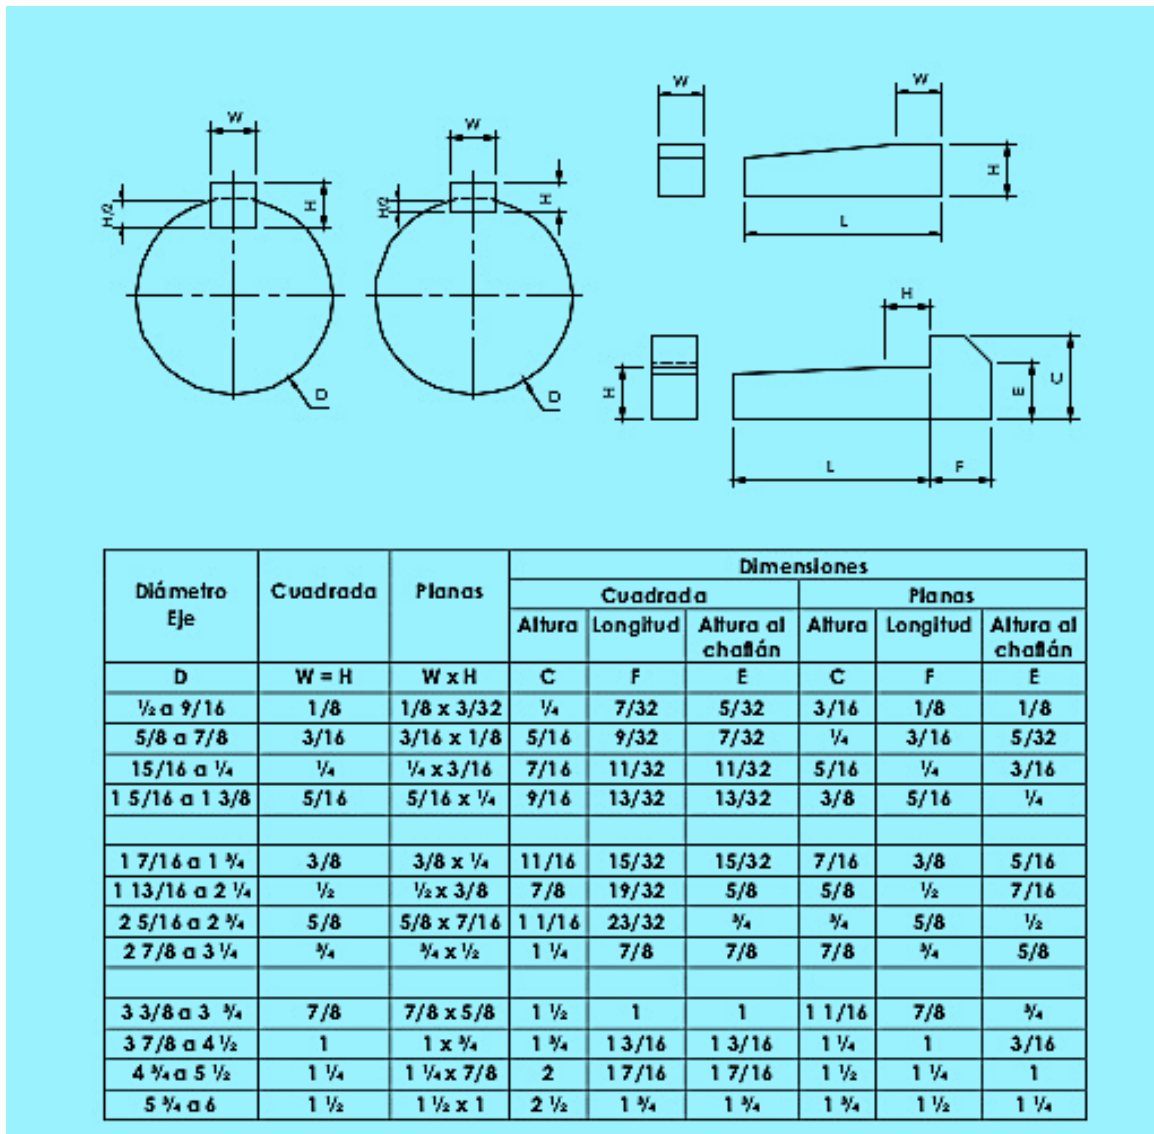 W
W
W
W
H/2
H
H/2
H
H
L
D
D
H
H
E
C
L
F
Diámetro Eje
Cuadrada
Planas
Dimensiones
Cuadrada
Planas
Altura
Longitud
Altura al chaflán
Altura
Longitud
Altura al chaflán
D W = H W x H C F E C F E
½ a 9/16 1/8 1/8 x 3/32 ¼ 7/32 5/32 3/16 1/8 1/8
5/8 a 7/8 3/16 3/16 x 1/8 5/16 9/32 7/32 ¼ 3/16 5/32
15/16 a ¼ ¼ ¼ x 3/16 7/16 11/32 11/32 5/16 ¼ 3/16
1 5/16 a 1 3/8 5/16 5/16 x ¼ 9/16 13/32 13/32 3/8 5/16 ¼
1 7/16 a 1 ¾ 3/8 3/8 x ¼ 11/16 15/32 15/32 7/16 3/8 5/16
1 13/16 a 2 ¼ ½ ½ x 3/8 7/8 19/32 5/8 5/8 ½ 7/16
2 5/16 a 2 ¾ 5/8 5/8 x 7/16 1 1/16 23/32 ¾ ¾ 5/8 ½
2 7/8 a 3 ¼ ¾ ¾ x ½ 1 ¼ 7/8 7/8 7/8 ¾ 5/8
3 3/8 a 3 ¾ 7/8 7/8 x 5/8 1 ½ 1 1 1 1/16 7/8 ¾
3 7/8 a 4 ½ 1 1 x ¾ 1 ¾ 1 3/16 1 3/16 1 ¼ 1 3/16
4 ¾ a 5 ½ 1 ¼ 1 ¼ x 7/8 2 1 7/16 1 7/16 1 ½ 1 ¼ 1
5 ¾ a 6 1 ½ 1 ½ x 1 2 ½ 1 ¾ 1 ¾ 1 ¾ 1 ½ 1 ¼